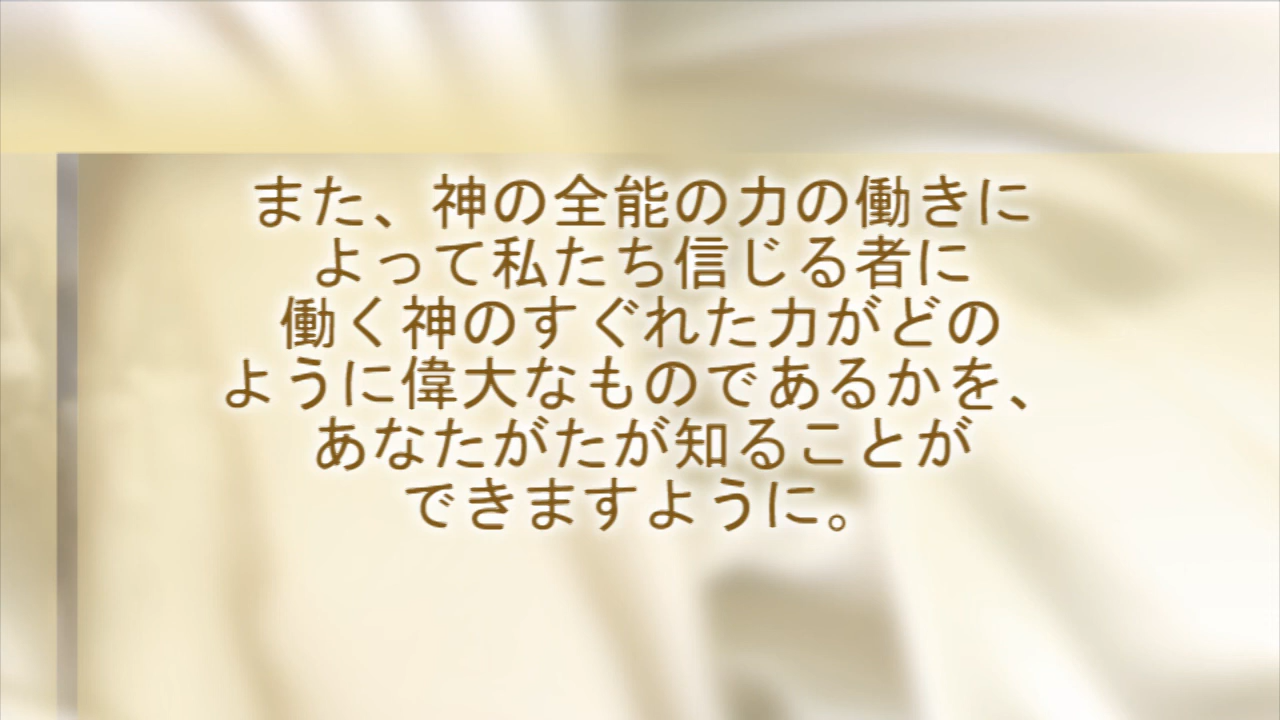 また、神の全能の力の働きに
よって私たち信じる者に
働く神のすぐれた力がどの
ように偉大なものであるかを、
あなたがたが知ることが
できますように。